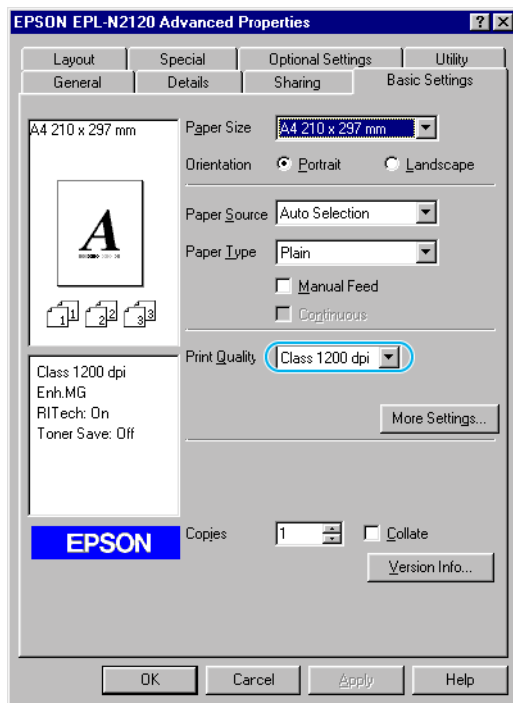 EPSON EPL-N2120 Advanced Properties
Layout Special Optional Settings Utility
General Details Sharing Basic Settings
A4 210 x 297 mm
A
1 1 2 2 3 3
Paper Size A4 210 x 297 mm
Orientation Portrait Landscape
Paper Source Auto Selection
Paper Type Plain
Manual Feed
Continuous
Print Quality Class 1200 dpi
Class 1200 dpi
Enh.MG
RITech: On
Toner Save: Off
More Settings...
EPSON
Copies 1 Collate
Version Info...
OK Cancel Apply Help